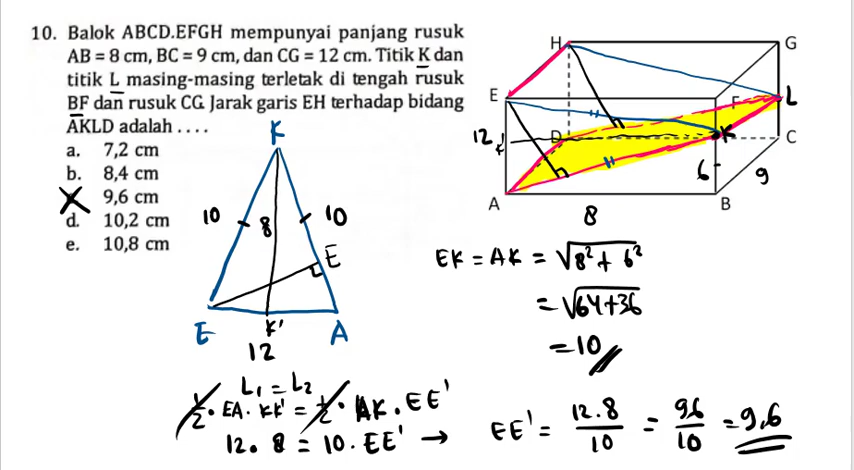 10. Balok ABCD.EFGH mempunyai panjang rusuk
AB = 8 cm, BC = 9 cm, dan CG = 12 cm. Titik K dan
titik L masing-masing terletak di tengah rusuk
BF dan rusuk CG. Jarak garis EH terhadap bidang
AKLD adalah . . . .
a. 7,2 cm
b. 8,4 cm
9,6 cm
d. 10,2 cm
e. 10,8 cm
K
10
8
10
E
E
K'
A
12
H
G
E
F
L
12
D
K
C
6
9
A
B
8
EK = AK = √8² + 6²
= √64+36
= 10
L₁ = L₂
½ · EA · KK' = ½ · AK · EE'
12 · 8 = 10 · EE' → EE' = 12 . 8 / 10 = 96 / 10 = 9,6